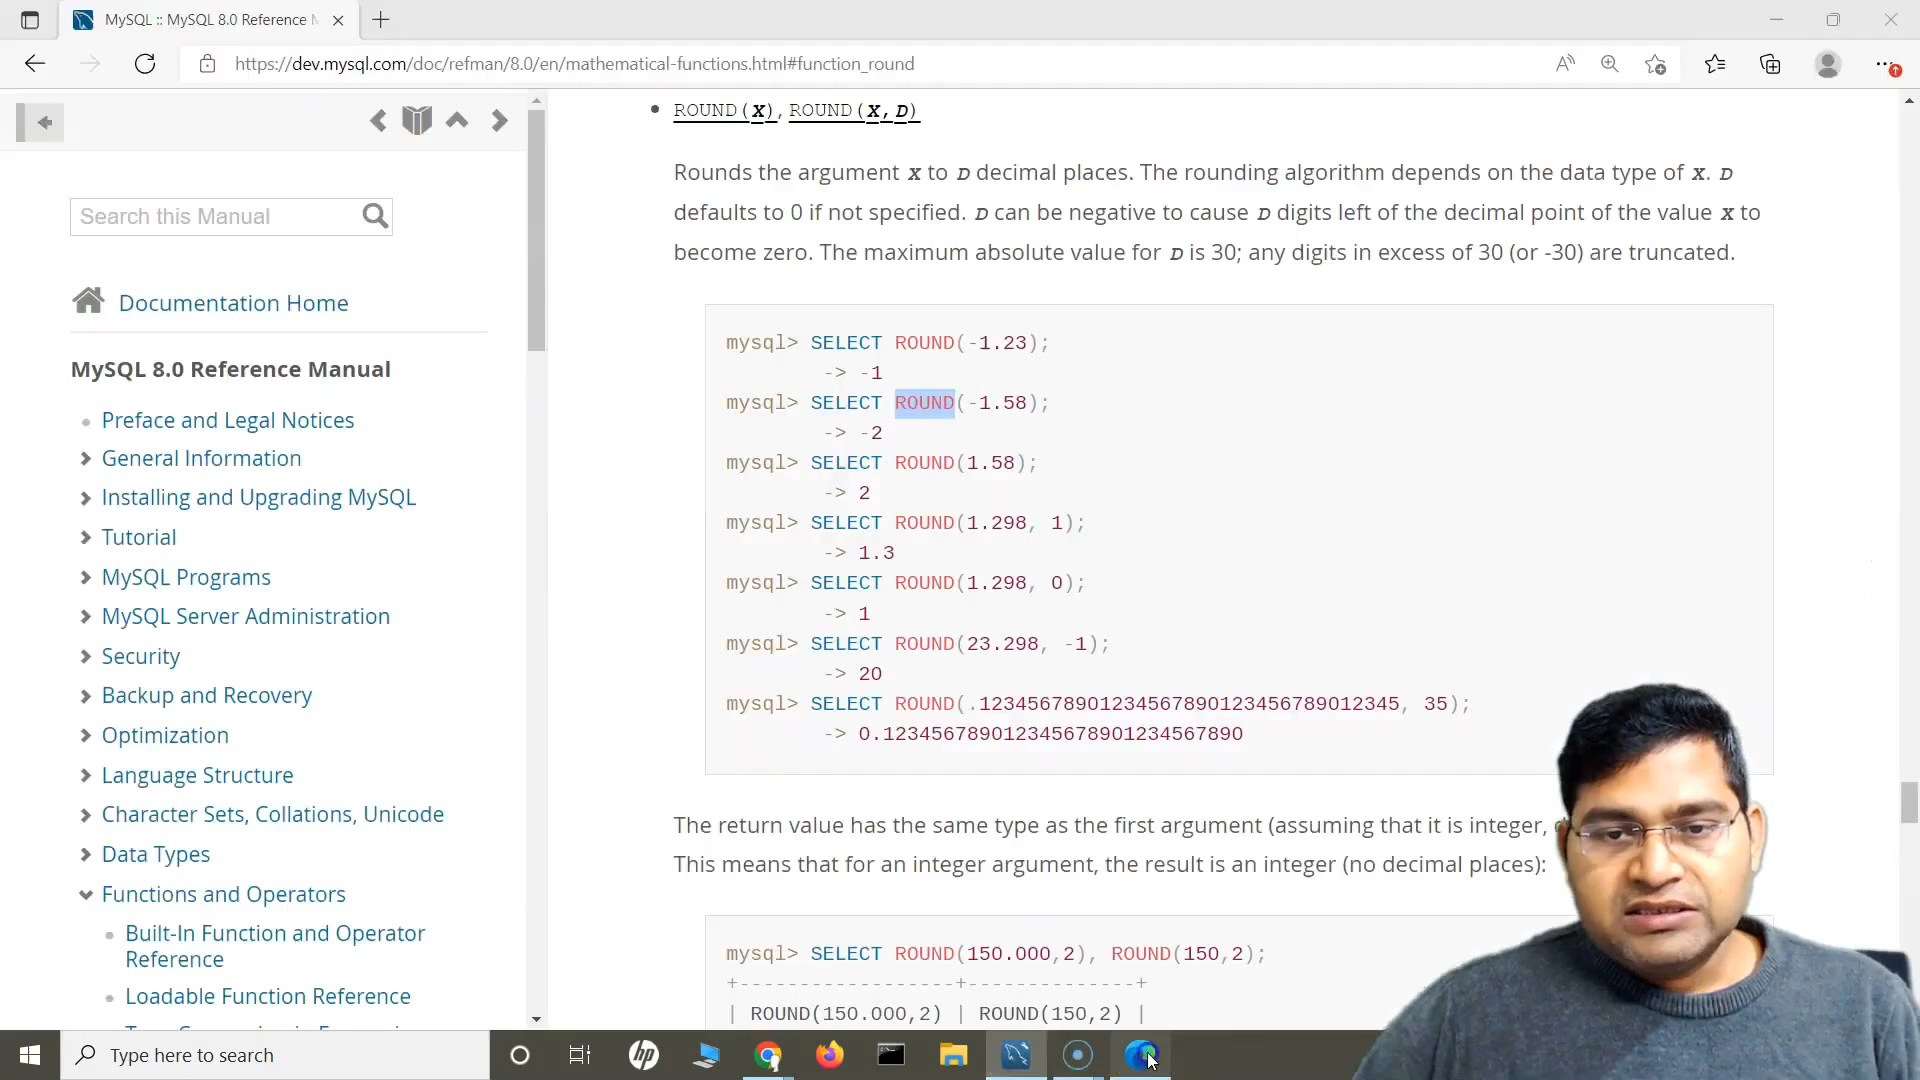 MySQL :: MySQL 8.0 Reference M
https://dev.mysql.com/doc/refman/8.0/en/mathematical-functions.html#function_round
Search this Manual
Documentation Home
MySQL 8.0 Reference Manual
Preface and Legal Notices
General Information
Installing and Upgrading MySQL
Tutorial
MySQL Programs
MySQL Server Administration
Security
Backup and Recovery
Optimization
Language Structure
Character Sets, Collations, Unicode
Data Types
Functions and Operators
Built-In Function and Operator
Reference
Loadable Function Reference
ROUND(X), ROUND(X,D)
Rounds the argument X to D decimal places. The rounding algorithm depends on the data type of X. D
defaults to 0 if not specified. D can be negative to cause D digits left of the decimal point of the value X to
become zero. The maximum absolute value for D is 30; any digits in excess of 30 (or -30) are truncated.
mysql> SELECT ROUND(-1.23);
-> -1
mysql> SELECT ROUND(-1.58);
-> -2
mysql> SELECT ROUND(1.58);
-> 2
mysql> SELECT ROUND(1.298, 1);
-> 1.3
mysql> SELECT ROUND(1.298, 0);
-> 1
mysql> SELECT ROUND(23.298, -1);
-> 20
mysql> SELECT ROUND(.12345678901234567890123456789012345, 35);
-> 0.123456789012345678901234567890
The return value has the same type as the first argument (assuming that it is integer,
This means that for an integer argument, the result is an integer (no decimal places):
mysql> SELECT ROUND(150.000,2), ROUND(150,2);
+------------------+--------------+
| ROUND(150.000,2) | ROUND(150,2) |
Type here to search
hp